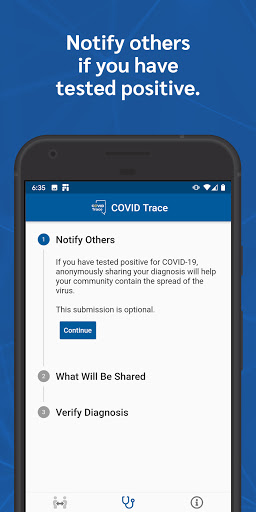 Notify others
if you have
tested positive.
6:35
COVID
Trace
COVID Trace
1
Notify Others
If you have tested positive for COVID-19,
anonymously sharing your diagnosis will help
your community contain the spread of the
virus.
This submission is optional.
Continue
2
What Will Be Shared
3
Verify Diagnosis